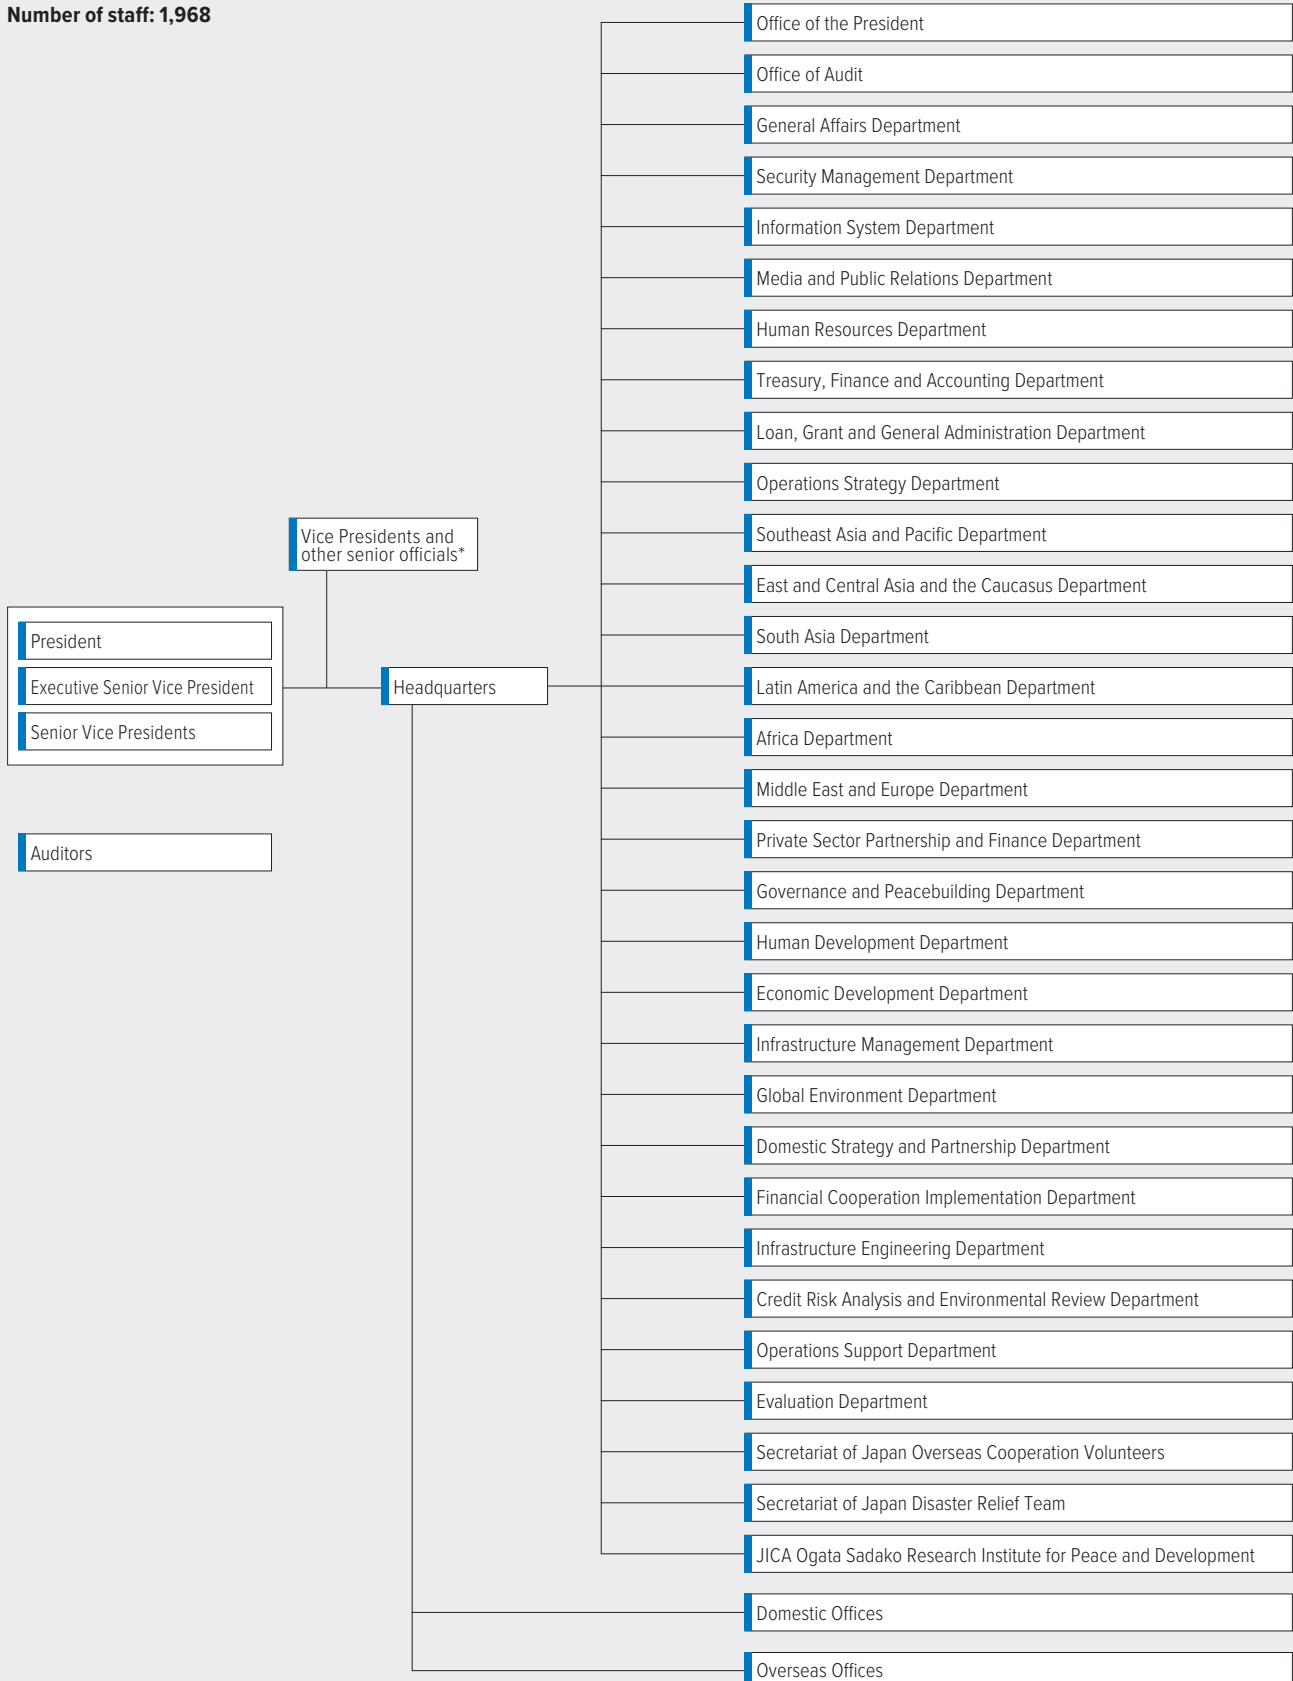 Number of staff: 1,968
Vice Presidents and
other senior officials*
President
Executive Senior Vice President
Senior Vice Presidents
Auditors
Headquarters
Office of the President
Office of Audit
General Affairs Department
Security Management Department
Information System Department
Media and Public Relations Department
Human Resources Department
Treasury, Finance and Accounting Department
Loan, Grant and General Administration Department
Operations Strategy Department
Southeast Asia and Pacific Department
East and Central Asia and the Caucasus Department
South Asia Department
Latin America and the Caribbean Department
Africa Department
Middle East and Europe Department
Private Sector Partnership and Finance Department
Governance and Peacebuilding Department
Human Development Department
Economic Development Department
Infrastructure Management Department
Global Environment Department
Domestic Strategy and Partnership Department
Financial Cooperation Implementation Department
Infrastructure Engineering Department
Credit Risk Analysis and Environmental Review Department
Operations Support Department
Evaluation Department
Secretariat of Japan Overseas Cooperation Volunteers
Secretariat of Japan Disaster Relief Team
JICA Ogata Sadako Research Institute for Peace and Development
Domestic Offices
Overseas Offices